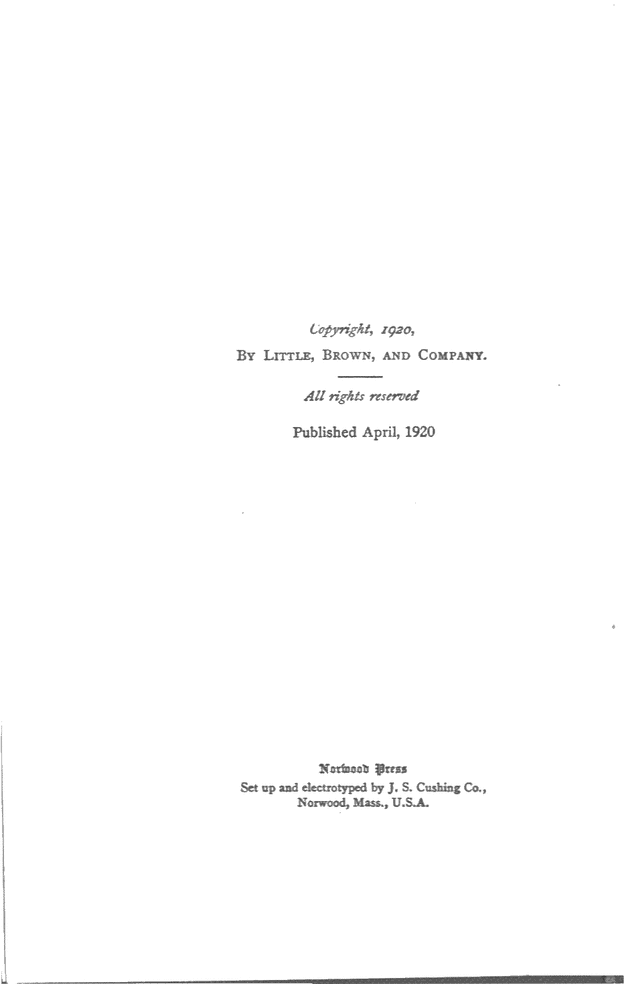 Copyright, 1920,
By Little, Brown, and Company.
All rights reserved
Published April, 1920
Norwood Press
Set up and electrotyped by J. S. Cushing Co.,
Norwood, Mass., U.S.A.